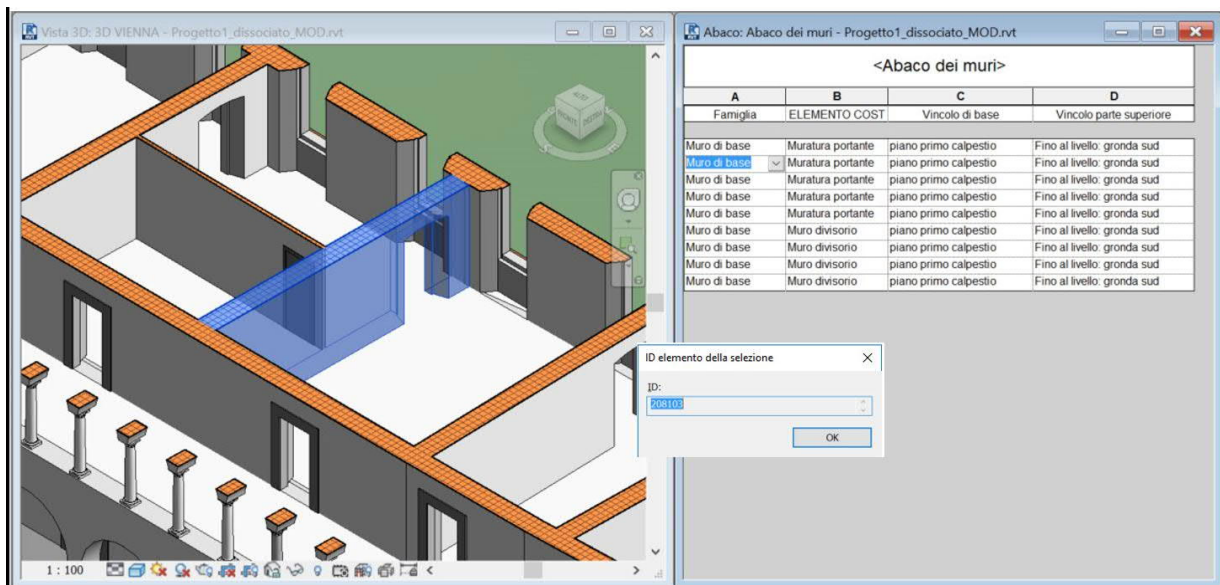 Vista 3D: 3D VIENNA - Progetto1_dissociato_MOD.rvt
1 : 100
Abaco: Abaco dei muri - Progetto1_dissociato_MOD.rvt
<Abaco dei muri>
A B C D
Famiglia ELEMENTO COST Vincolo di base Vincolo parte superiore
Muro di base Muratura portante piano primo calpestio Fino al livello: gronda sud
Muro di base Muratura portante piano primo calpestio Fino al livello: gronda sud
Muro di base Muratura portante piano primo calpestio Fino al livello: gronda sud
Muro di base Muratura portante piano primo calpestio Fino al livello: gronda sud
Muro di base Muratura portante piano primo calpestio Fino al livello: gronda sud
Muro di base Muro divisorio piano primo calpestio Fino al livello: gronda sud
Muro di base Muro divisorio piano primo calpestio Fino al livello: gronda sud
Muro di base Muro divisorio piano primo calpestio Fino al livello: gronda sud
Muro di base Muro divisorio piano primo calpestio Fino al livello: gronda sud
ID elemento della selezione
ID:
208103
OK